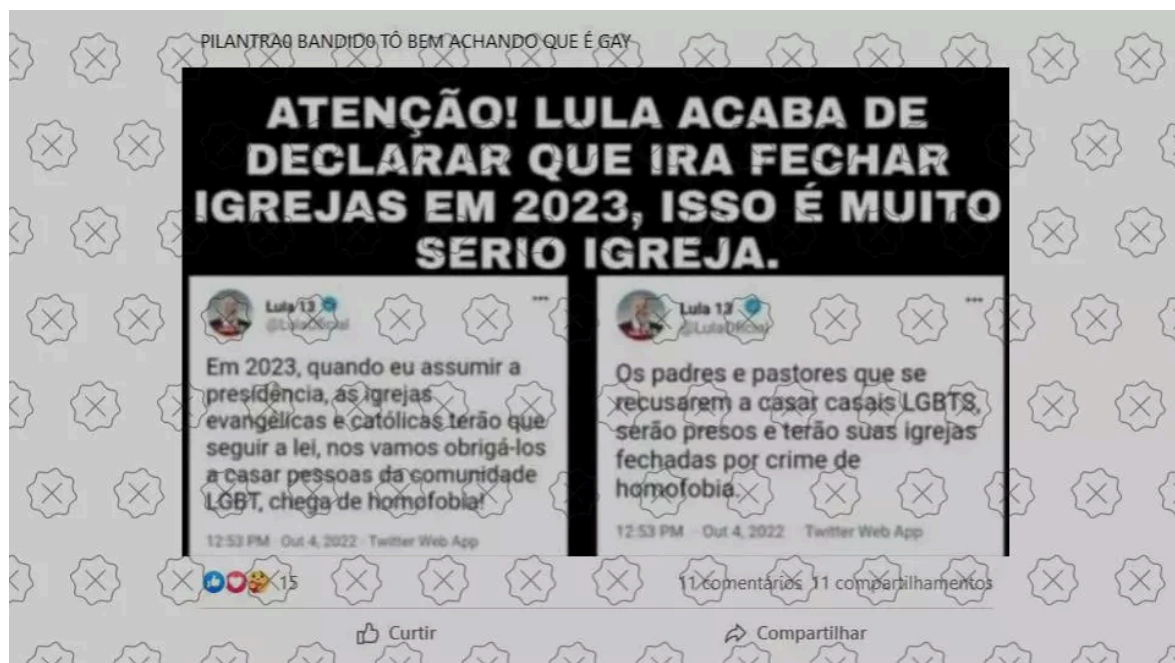 PILANTRA0 BANDID0 TÔ BEM ACHANDO QUE É GAY
ATENÇÃO! LULA ACABA DE
DECLARAR QUE IRA FECHAR
IGREJAS EM 2023, ISSO É MUITO
SERIO IGREJA.
Lula 13
@LulaOficial
Em 2023, quando eu assumir a
presidência, as igrejas
evangélicas e católicas terão que
seguir a lei, nos vamos obrigá-los
a casar pessoas da comunidade
LGBT, chega de homofobia!
12:53 PM · Out 4, 2022 · Twitter Web App
Lula 13
@LulaOficial
Os padres e pastores que se
recusarem a casar casais LGBTS,
serão presos e terão suas igrejas
fechadas por crime de
homofobia.
12:53 PM · Out 4, 2022 Twitter Web App
15
11 comentários 11 compartilhamentos
Curtir
Compartilhar